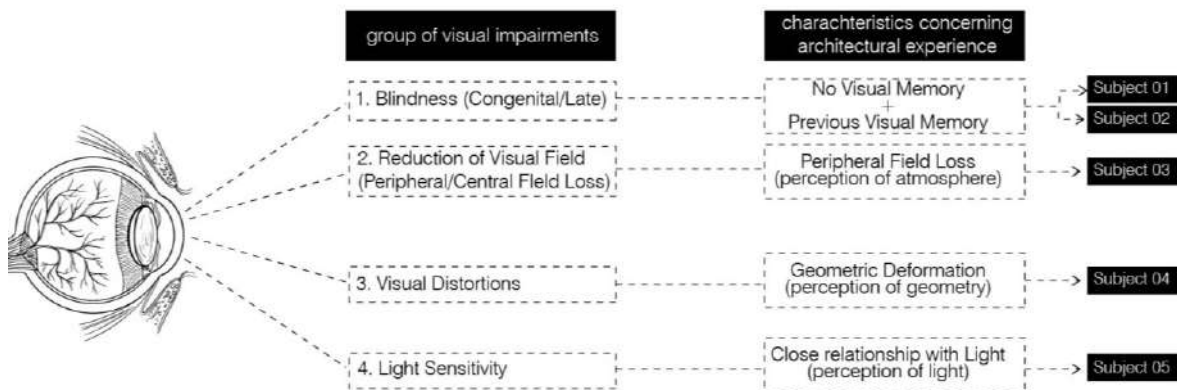 group of visual impairments
charachteristics concerning
architectural experience
1. Blindness (Congenital/Late)
No Visual Memory
+
Previous Visual Memory
Subject 01
Subject 02
2. Reduction of Visual Field
(Peripheral/Central Field Loss)
Peripheral Field Loss
(perception of atmosphere)
Subject 03
3. Visual Distortions
Geometric Deformation
(perception of geometry)
Subject 04
4. Light Sensitivity
Close relationship with Light
(perception of light)
Subject 05